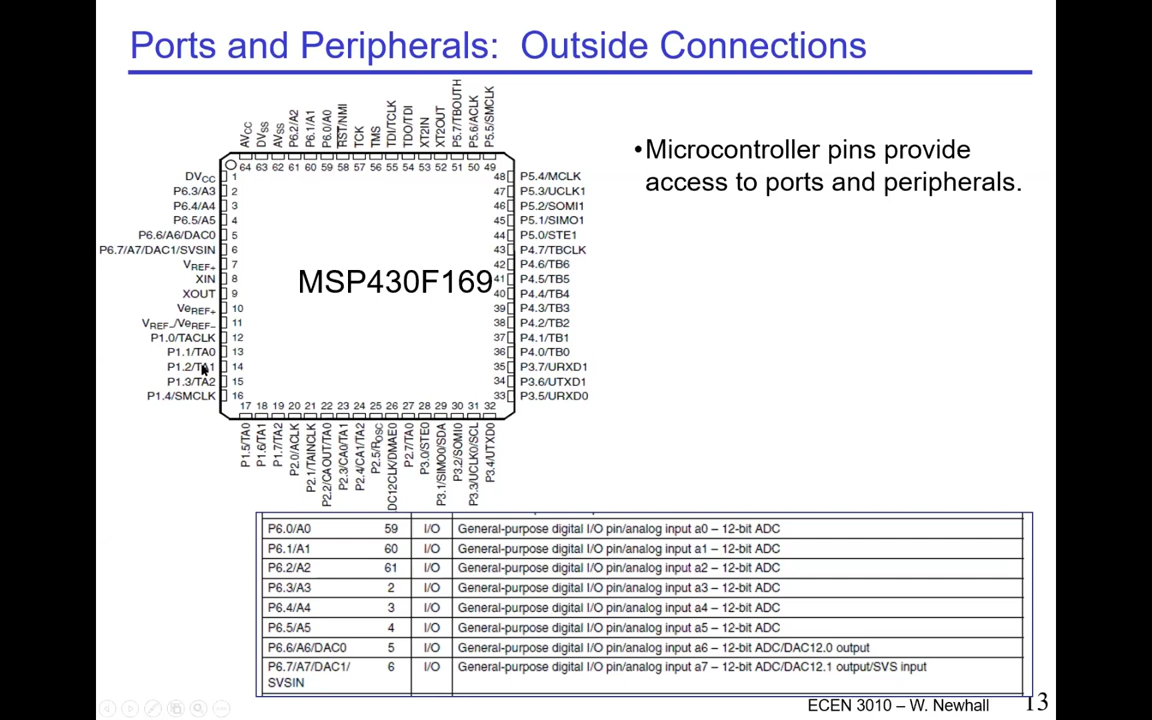 Ports and Peripherals:  Outside Connections
•Microcontroller pins provide
access to ports and peripherals.
AVCC
DVSS
AVSS
P6.2/A2
P6.1/A1
P6.0/A0
RST/NMI
TCK
TMS
TDI/TCLK
TDO/TDI
XT2IN
XT2OUT
P5.7/TBOUTH
P5.6/ACLK
P5.5/SMCLK
64 63 62 61 60 59 58 57 56 55 54 53 52 51 50 49
DVCC 1
P6.3/A3 2
P6.4/A4 3
P6.5/A5 4
P6.6/A6/DAC0 5
P6.7/A7/DAC1/SVSIN 6
VREF+ 7
XIN 8
XOUT 9
VeREF+ 10
VREF–/VeREF– 11
P1.0/TACLK 12
P1.1/TA0 13
P1.2/TA1 14
P1.3/TA2 15
P1.4/SMCLK 16
MSP430F169
48 P5.4/MCLK
47 P5.3/UCLK1
46 P5.2/SOMI1
45 P5.1/SIMO1
44 P5.0/STE1
43 P4.7/TBCLK
42 P4.6/TB6
41 P4.5/TB5
40 P4.4/TB4
39 P4.3/TB3
38 P4.2/TB2
37 P4.1/TB1
36 P4.0/TB0
35 P3.7/URXD1
34 P3.6/UTXD1
33 P3.5/URXD0
17 18 19 20 21 22 23 24 25 26 27 28 29 30 31 32
P1.5/TA0
P1.6/TA1
P1.7/TA2
P2.0/ACLK
P2.1/TAINCLK
P2.2/CAOUT/TA0
P2.3/CA0/TA1
P2.4/CA1/TA2
P2.5/ROSC
DC12CLK/DMAE0
P2.7/TA0
P3.0/STE0
P3.1/SIMO0/SDA
P3.2/SOMI0
P3.3/UCLK0/SCL
P3.4/UTXD0
P6.0/A0 59 I/O General-purpose digital I/O pin/analog input a0 – 12-bit ADC
P6.1/A1 60 I/O General-purpose digital I/O pin/analog input a1 – 12-bit ADC
P6.2/A2 61 I/O General-purpose digital I/O pin/analog input a2 – 12-bit ADC
P6.3/A3 2 I/O General-purpose digital I/O pin/analog input a3 – 12-bit ADC
P6.4/A4 3 I/O General-purpose digital I/O pin/analog input a4 – 12-bit ADC
P6.5/A5 4 I/O General-purpose digital I/O pin/analog input a5 – 12-bit ADC
P6.6/A6/DAC0 5 I/O General-purpose digital I/O pin/analog input a6 – 12-bit ADC/DAC12.0 output
P6.7/A7/DAC1/ 6 I/O General-purpose digital I/O pin/analog input a7 – 12-bit ADC/DAC12.1 output/SVS input
SVSIN
ECEN 3010 – W. Newhall 13